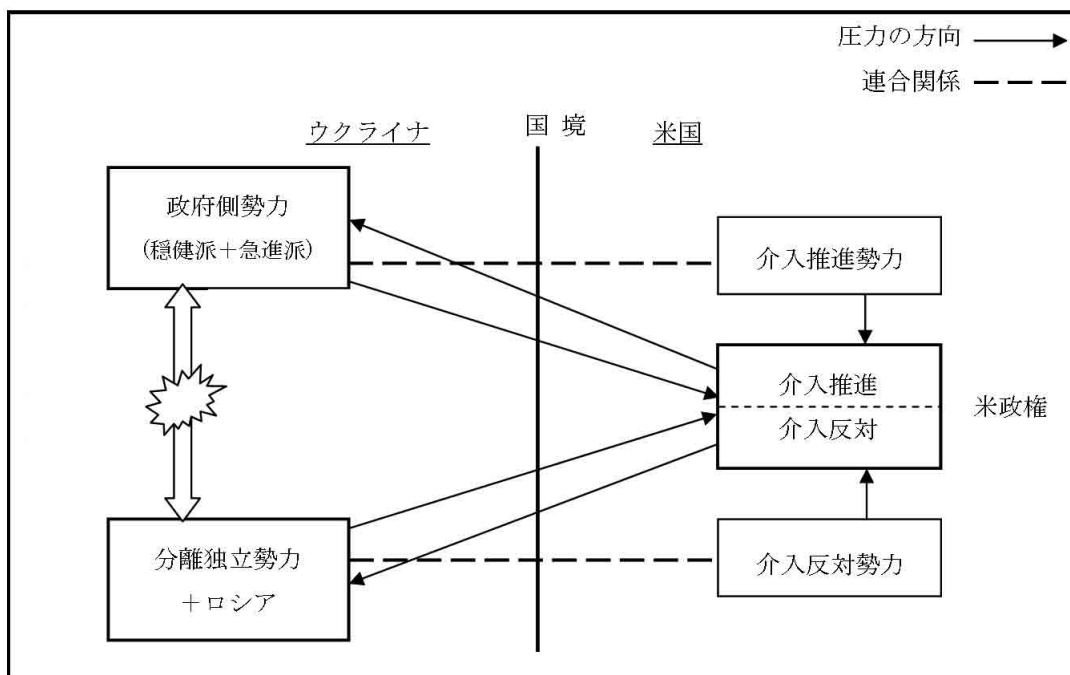 圧力の方向
連合関係
ウクライナ
国 境
米国
政府側勢力
(穏健派＋急進派)
介入推進勢力
介入推進
介入反対
米政権
分離独立勢力
＋ロシア
介入反対勢力